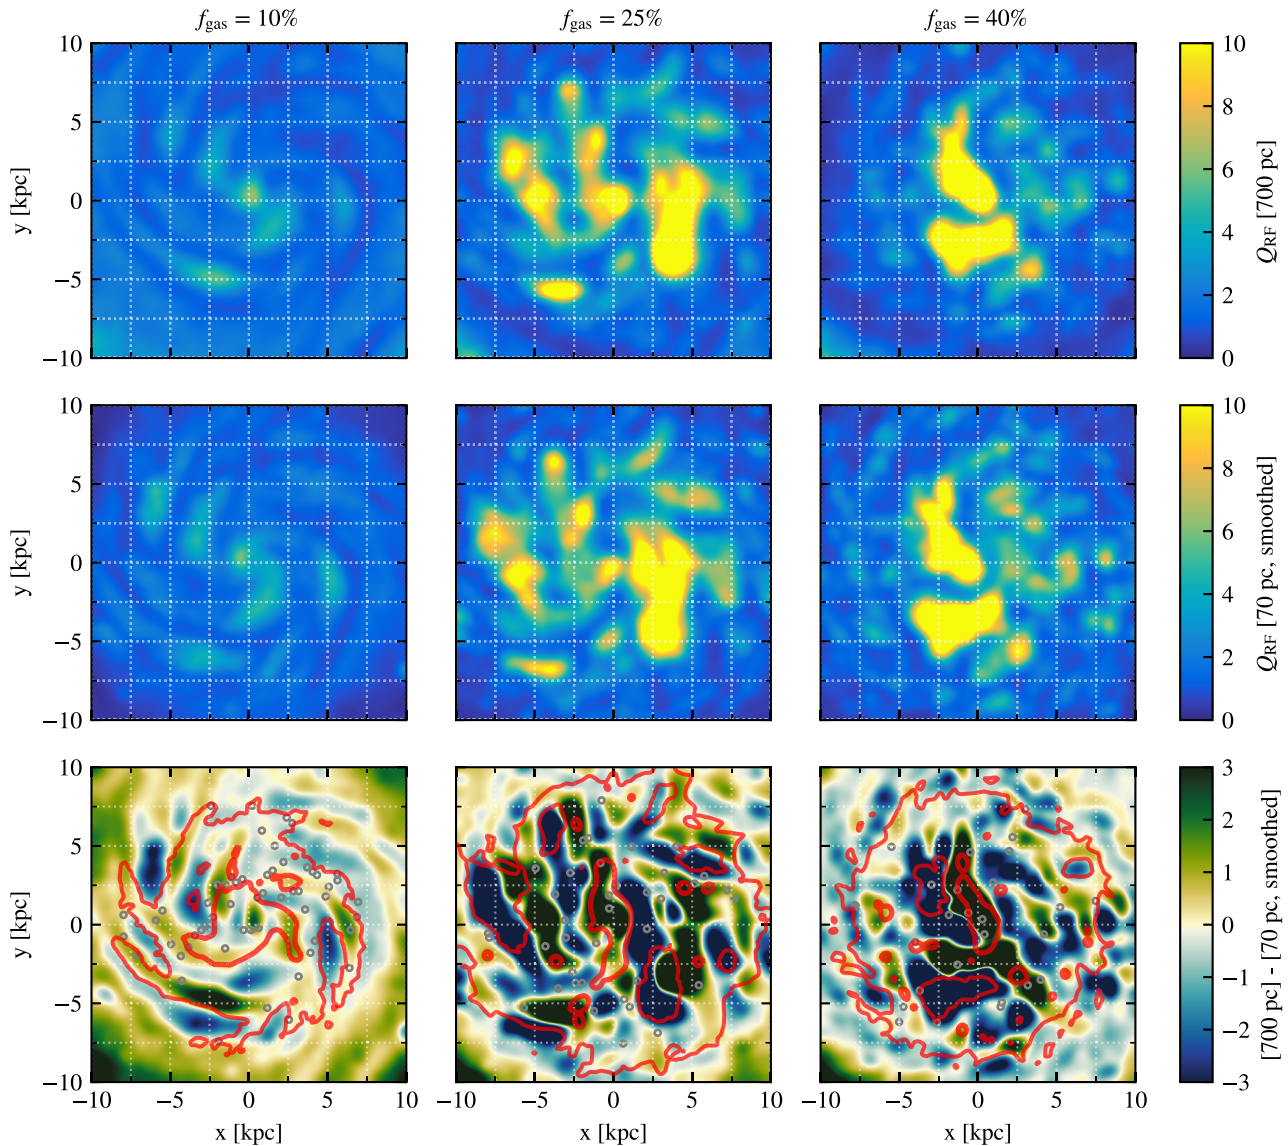 f_gas = 10%
f_gas = 25%
f_gas = 40%
10
5
0
−5
−10
y [kpc]
10
8
6
4
2
0
Q_RF [700 pc]
10
5
0
−5
−10
y [kpc]
10
8
6
4
2
0
Q_RF [70 pc, smoothed]
10
5
0
−5
−10
y [kpc]
3
2
1
0
−1
−2
−3
[700 pc] - [70 pc, smoothed]
−10 −5 0 5 10
−10 −5 0 5 10
−10 −5 0 5 10
x [kpc]
x [kpc]
x [kpc]